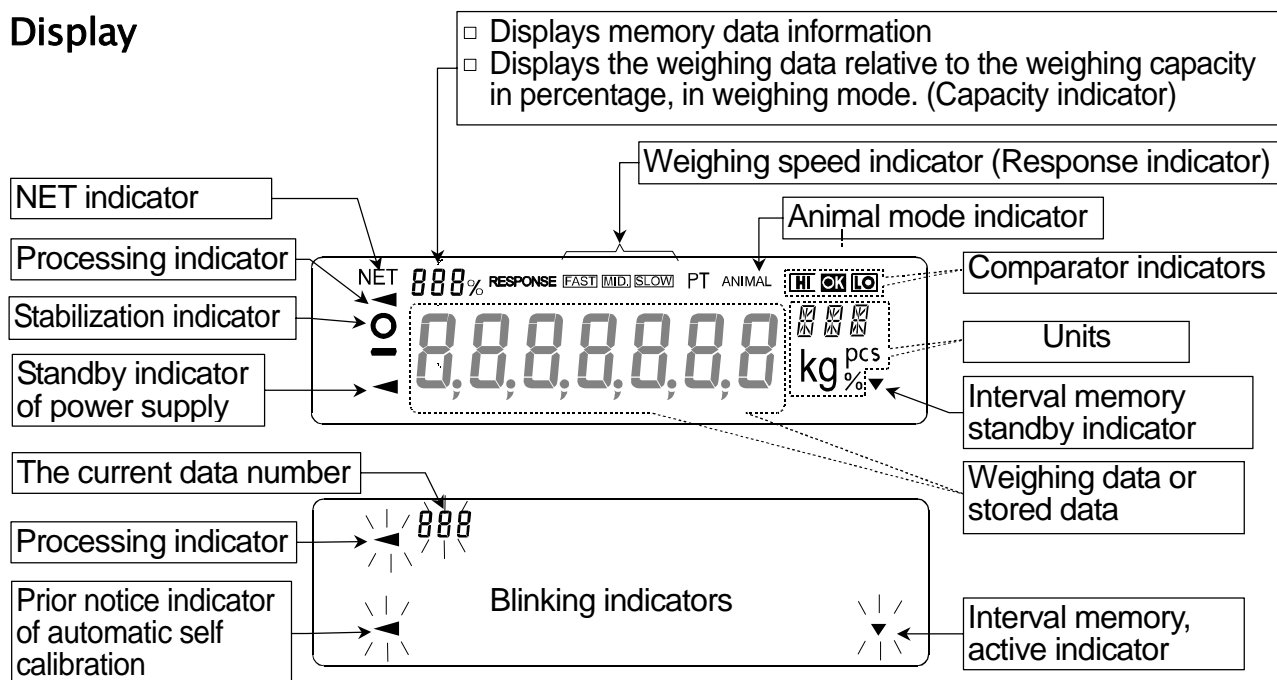 Display
□ Displays memory data information
□ Displays the weighing data relative to the weighing capacity
in percentage, in weighing mode. (Capacity indicator)
Weighing speed indicator (Response indicator)
NET indicator
Animal mode indicator
Processing indicator
Comparator indicators
NET 888% RESPONSE FAST MID. SLOW PT ANIMAL HI OK LO
Stabilization indicator
8.8.8.8.8.8.8
888
Units
kg pcs %
Standby indicator
of power supply
Interval memory
standby indicator
The current data number
Weighing data or
stored data
888
Processing indicator
Blinking indicators
Prior notice indicator
of automatic self
calibration
Interval memory,
active indicator